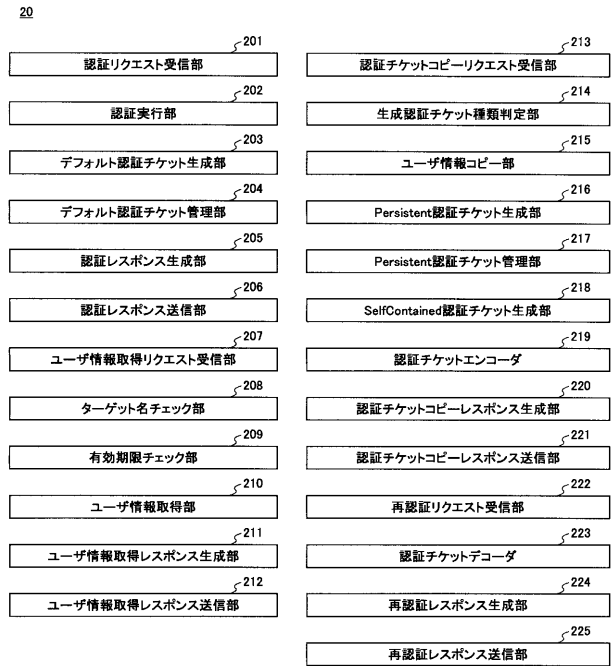 20
201
認証リクエスト受信部
202
認証実行部
203
デフォルト認証チケット生成部
204
デフォルト認証チケット管理部
205
認証レスポンス生成部
206
認証レスポンス送信部
207
ユーザ情報取得リクエスト受信部
208
ターゲット名チェック部
209
有効期限チェック部
210
ユーザ情報取得部
211
ユーザ情報取得レスポンス生成部
212
ユーザ情報取得レスポンス送信部
213
認証チケットコピーリクエスト受信部
214
生成認証チケット種類判定部
215
ユーザ情報コピー部
216
Persistent認証チケット生成部
217
Persistent認証チケット管理部
218
SelfContained認証チケット生成部
219
認証チケットエンコーダ
220
認証チケットコピーレスポンス生成部
221
認証チケットコピーレスポンス送信部
222
再認証リクエスト受信部
223
認証チケットデコーダ
224
再認証レスポンス生成部
225
再認証レスポンス送信部